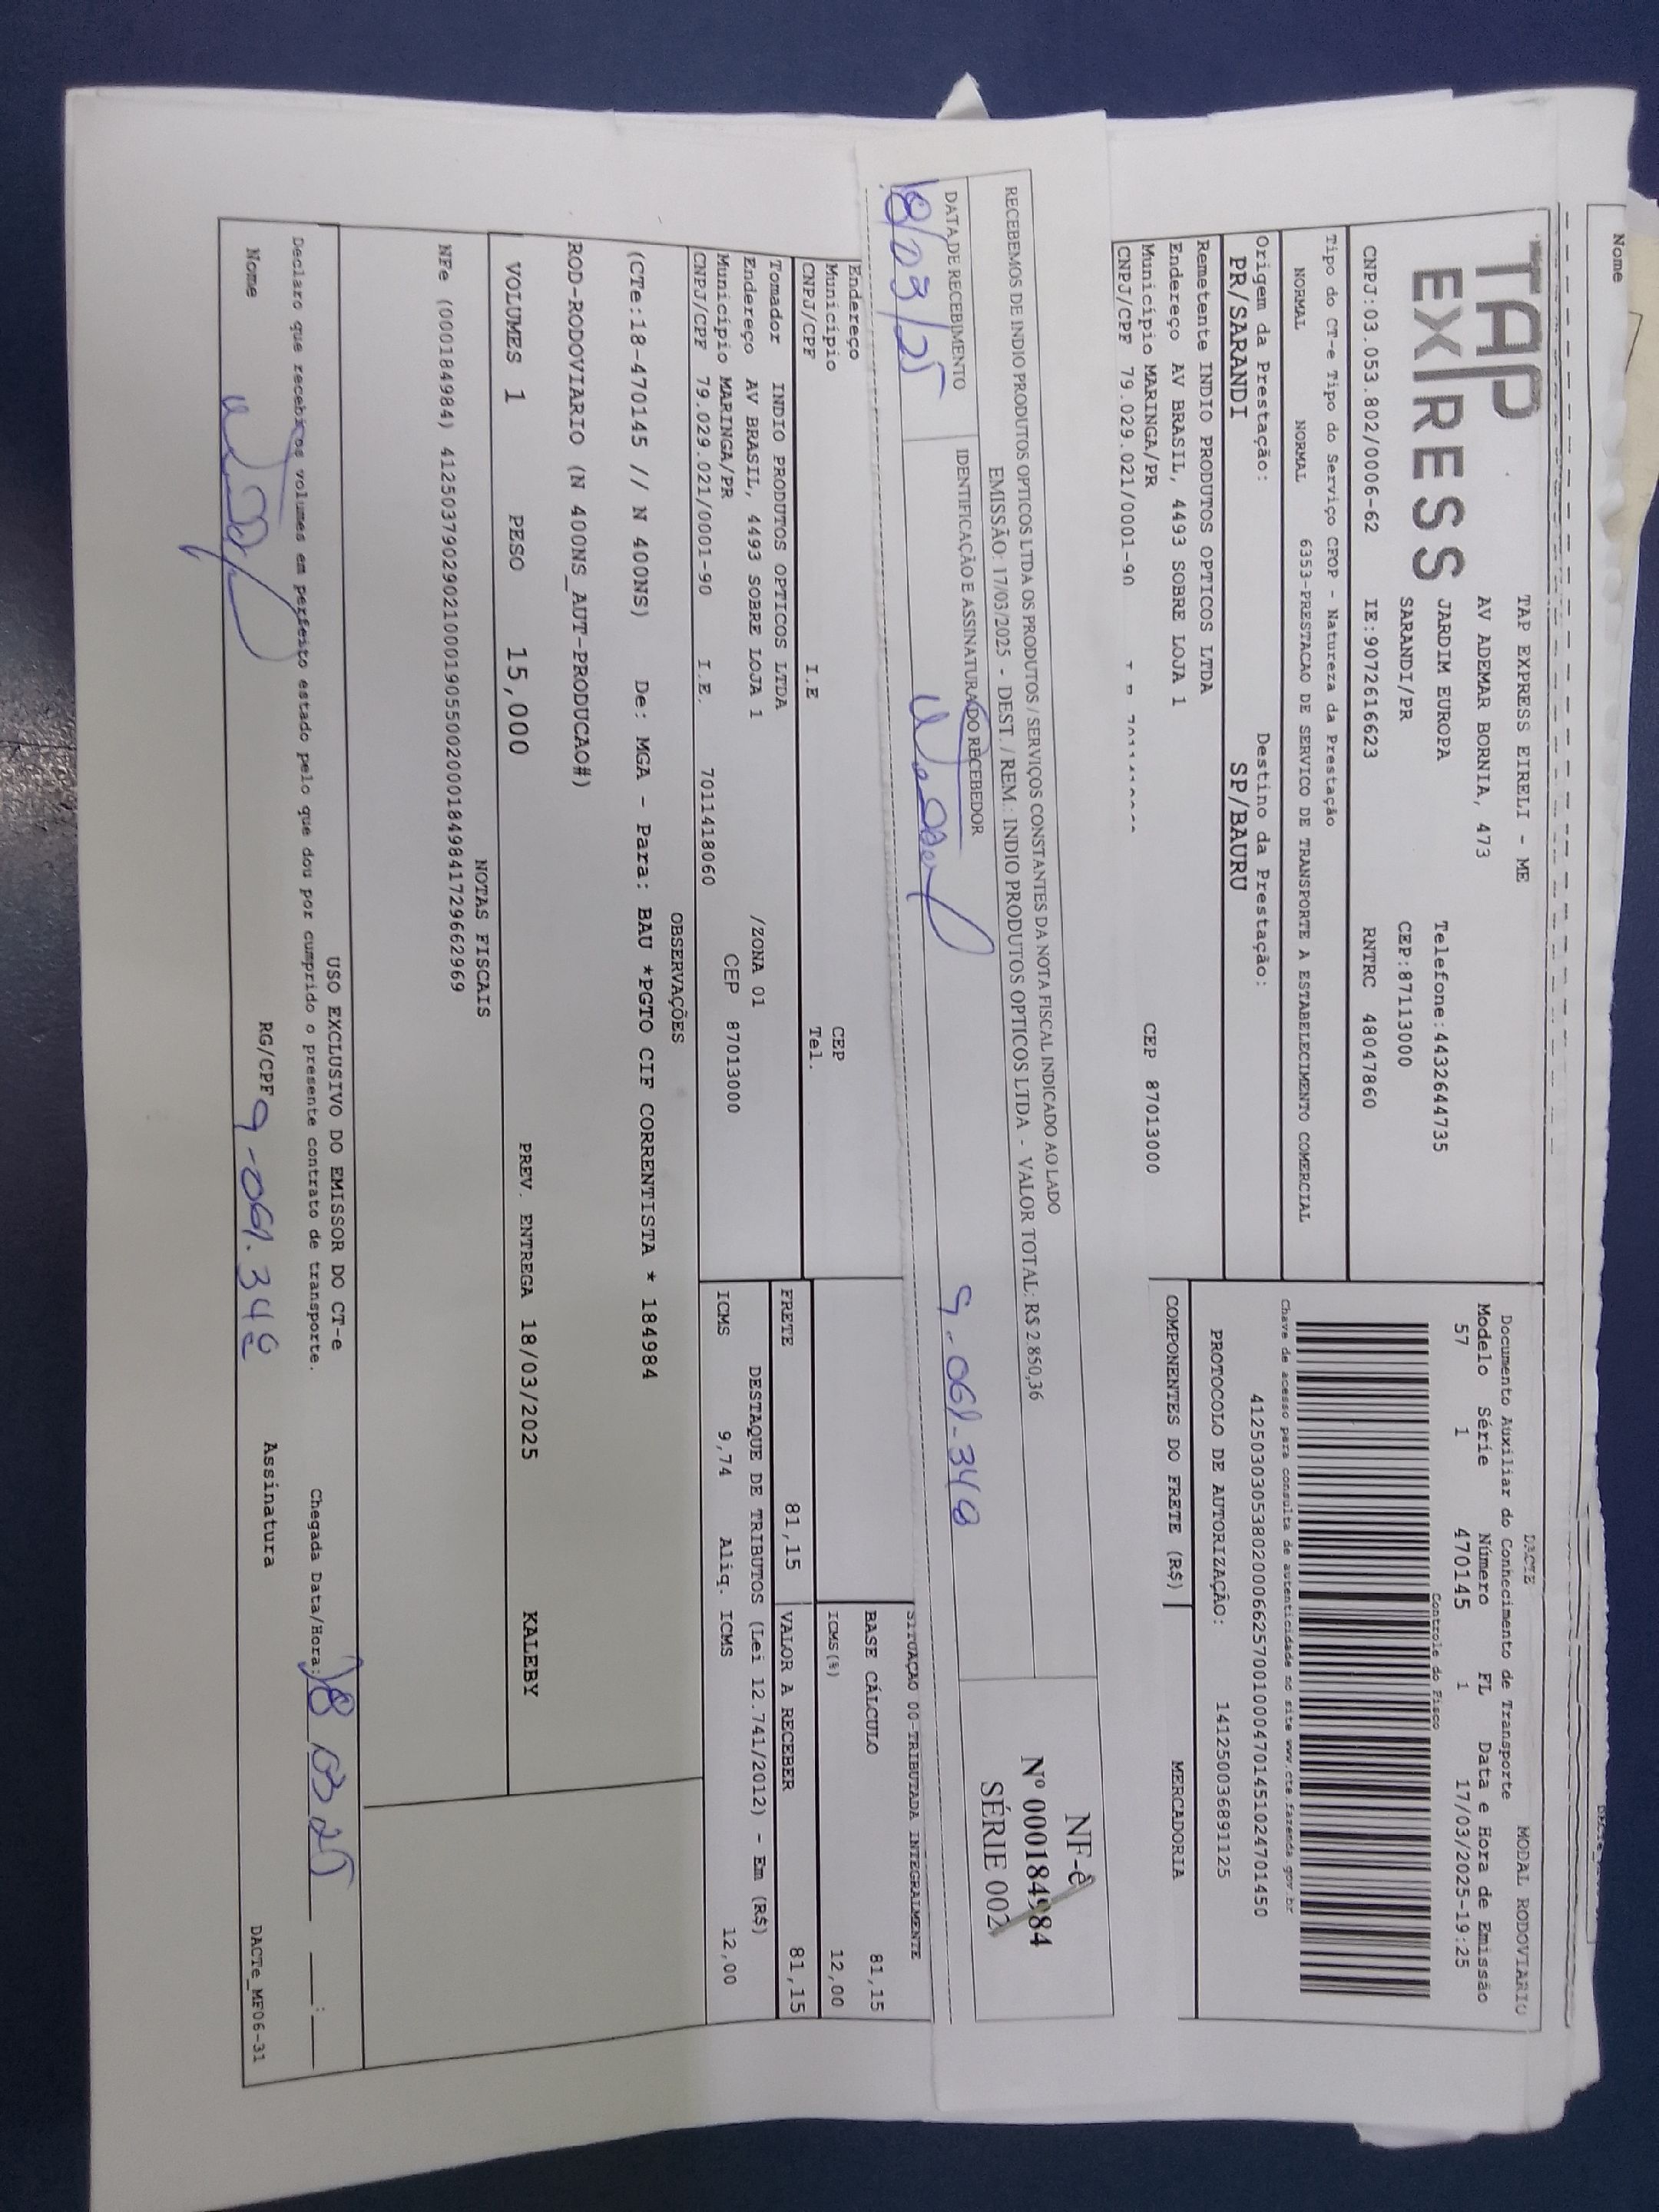 Nome
TAP
EXPRESS
TAP EXPRESS EIRELI - ME
AV ADEMAR BORNIA, 473
JARDIM EUROPA
Telefone:4432644735
SARANDI/PR
CEP:87113000
CNPJ:03.053.802/0006-62 IE:9072616623 RNTRC 48047860
DACTE
MODAL RODOVIARIO
Documento Auxiliar do Conhecimento de Transporte
Modelo Série Número FL Data e Hora de Emissão
57 1 470145 1 17/03/2025-19:25
Controle do Fisco
Chave de acesso para consulta de autenticidade no site www.cte.fazenda.gov.br
41250303053802000662570010004701451024701450
PROTOCOLO DE AUTORIZAÇÃO: 141250036891125
Tipo do CT-e Tipo do Serviço CFOP - Natureza da Prestação
NORMAL NORMAL 6353-PRESTACAO DE SERVICO DE TRANSPORTE A ESTABELECIMENTO COMERCIAL
Origem da Prestação: Destino da Prestação:
PR/SARANDI SP/BAURU
Remetente INDIO PRODUTOS OPTICOS LTDA
Endereço AV BRASIL, 4493 SOBRE LOJA 1
Município MARINGA/PR CEP 87013000
CNPJ/CPF 79.029.021/0001-90
COMPONENTES DO FRETE (R$) MERCADORIA
RECEBEMOS DE INDIO PRODUTOS OPTICOS LTDA OS PRODUTOS / SERVIÇOS CONSTANTES DA NOTA FISCAL INDICADO AO LADO
EMISSÃO: 17/03/2025 - DEST. / REM.: INDIO PRODUTOS OPTICOS LTDA - VALOR TOTAL: R$ 2.850,36
DATA DE RECEBIMENTO IDENTIFICAÇÃO E ASSINATURA DO RECEBEDOR
18/03/25
NF-e
Nº 000184984
SÉRIE 002
SITUAÇÃO 00-TRIBUTADA INTEGRALMENTE
BASE CÁLCULO 81,15
ICMS(%) 12,00
Endereço
Município CEP
CNPJ/CPF I.E Tel.
FRETE 81,15 VALOR A RECEBER 81,15
Tomador INDIO PRODUTOS OPTICOS LTDA
Endereço AV BRASIL, 4493 SOBRE LOJA 1 /ZONA 01
Município MARINGA/PR CEP 87013000
CNPJ/CPF 79.029.021/0001-90 I.E. 7011418060
DESTAQUE DE TRIBUTOS (Lei 12.741/2012) - Em (R$)
ICMS 9,74 Aliq. ICMS 12,00
OBSERVAÇÕES
(CTe:18-470145 // N 400NS) De: MGA - Para: BAU *PGTO CIF CORRENTISTA * 184984
ROD-RODOVIARIO (N 400NS_AUT-PRODUCAO#)
VOLUMES 1 PESO 15,000 PREV. ENTREGA 18/03/2025 KALEBY
NOTAS FISCAIS
NFe (000184984) 41250379029021000190550020001849841729662969
USO EXCLUSIVO DO EMISSOR DO CT-e
Declaro que recebi os volumes em perfeito estado pelo que dou por cumprido o presente contrato de transporte.
Chegada Data/Hora: 18 03 25 __:__
Nome RG/CPF Assinatura
DACTe_MF06-31